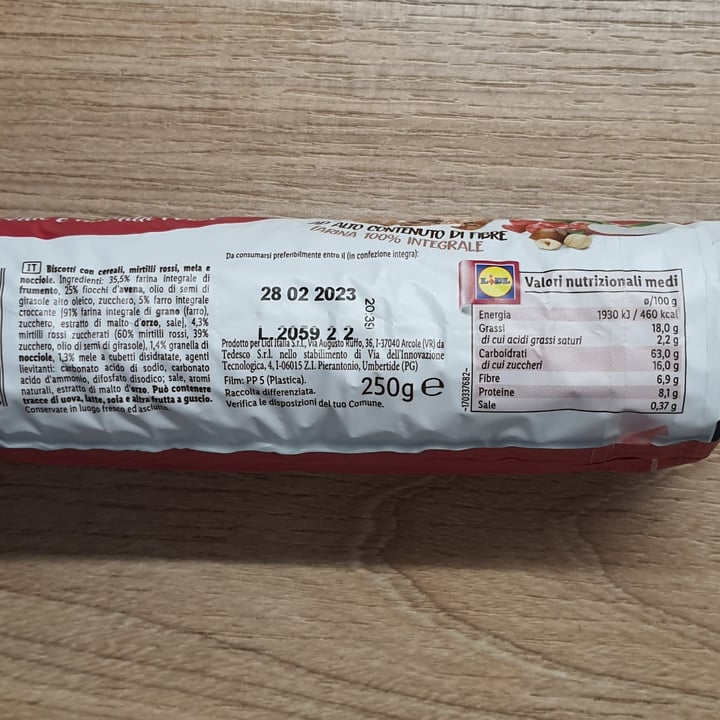 AD ALTO CONTENUTO DI FIBRE
FARINA 100% INTEGRALE
IT Biscotti con cereali, mirtilli rossi, mela e
nocciole. Ingredienti: 35,5% farina integrale di
frumento, 25% fiocchi d'avena, olio di semi di
girasole alto oleico, zucchero, 5% farro integrale
croccante [91% farina integrale di grano (farro),
zucchero, estratto di malto d'orzo, sale], 4,3%
mirtilli rossi zuccherati (60% mirtilli rossi, 39%
zucchero, olio di semi di girasole), 1,4% granella di
nocciole, 1,3% mele a cubetti disidratate, agenti
lievitanti: carbonato acido di sodio, carbonato
acido d'ammonio, difosfato disodico; sale, aromi
naturali, estratto di malto d'orzo. Può contenere
tracce di uova, latte, soia e altra frutta a guscio.
Conservare in luogo fresco ed asciutto.
Da consumarsi preferibilmente entro il (in confezione integra):
28 02 2023
20:39
L 2059 2 2
Prodotto per Lidl Italia S.r.l., Via Augusto Ruffo, 36, I-37040 Arcole (VR) da
Tedesco S.r.l. nello stabilimento di Via dell'Innovazione
Tecnologica, 4, I-06015 Z.I. Pierantonio, Umbertide (PG)
Film: PP 5 (Plastica).
Raccolta differenziata.
Verifica le disposizioni del tuo Comune.
250g e
-170337682-
LIDL
Valori nutrizionali medi
ø/100 g
Energia 1930 kJ / 460 kcal
Grassi 18,0 g
di cui acidi grassi saturi 2,2 g
Carboidrati 63,0 g
di cui zuccheri 16,0 g
Fibre 6,9 g
Proteine 8,1 g
Sale 0,37 g